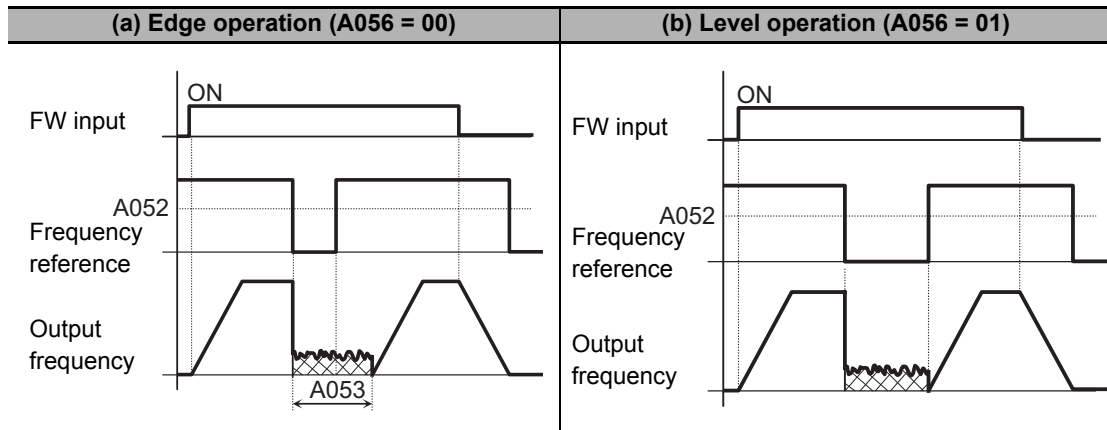 (a) Edge operation (A056 = 00)
(b) Level operation (A056 = 01)
ON
FW input
A052
Frequency
reference
Output
frequency
A053
ON
FW input
A052
Frequency
reference
Output
frequency